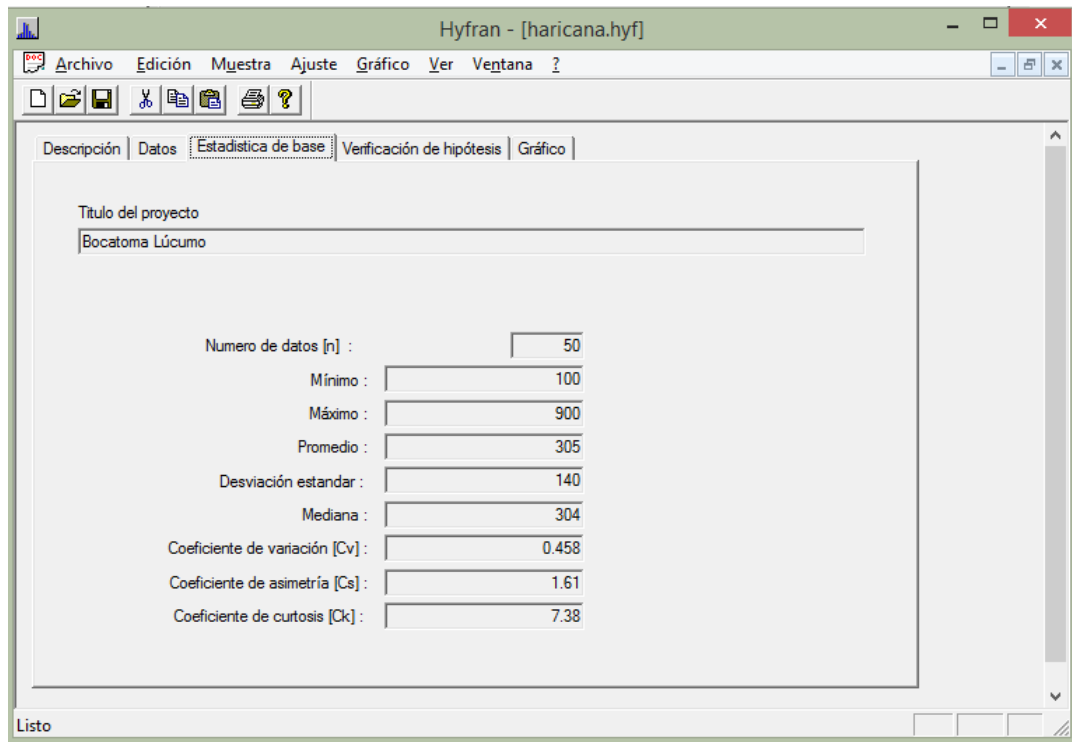 Hyfran - [haricana.hyf]
Archivo Edición Muestra Ajuste Gráfico Ver Ventana ?
Descripción Datos Estadistica de base Verificación de hipótesis Gráfico
Titulo del proyecto
Bocatoma Lúcumo
Numero de datos [n] : 50
Mínimo : 100
Máximo : 900
Promedio : 305
Desviación estandar : 140
Mediana : 304
Coeficiente de variación [Cv] : 0.458
Coeficiente de asimetría [Cs] : 1.61
Coeficiente de curtosis [Ck] : 7.38
Listo